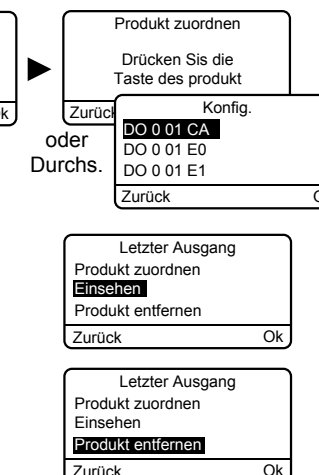 Produkt zuordnen
Drücken Sis die
Taste des produkt
k
Zurück
oder
Durchs.
Konfig.
DO 0 01 CA
DO 0 01 E0
DO 0 01 E1
Zurück
Letzter Ausgang
Produkt zuordnen
Einsehen
Produkt entfernen
Zurück Ok
Letzter Ausgang
Produkt zuordnen
Einsehen
Produkt entfernen
Zurück Ok